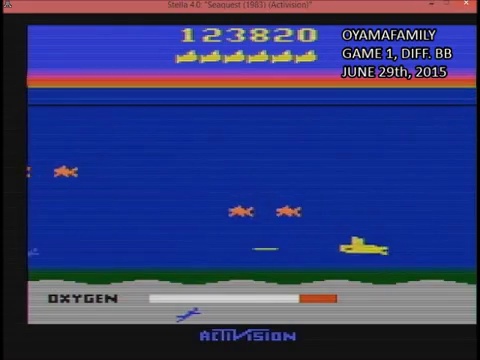 Stella 4.0: "Seaquest (1983) (Activision)"
123820
OYAMAFAMILY
GAME 1, DIFF. BB
JUNE 29th, 2015
OXYGEN
ACTIVISION